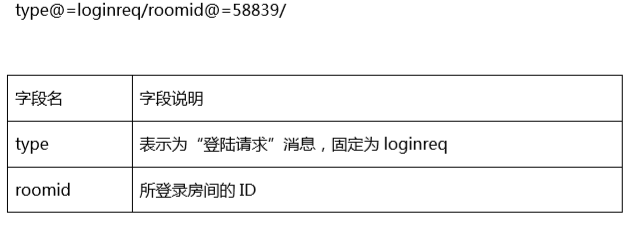 type@=loginreq/roomid@=58839/
字段名 字段说明
type 表示为“登陆请求”消息，固定为 loginreq
roomid 所登录房间的 ID